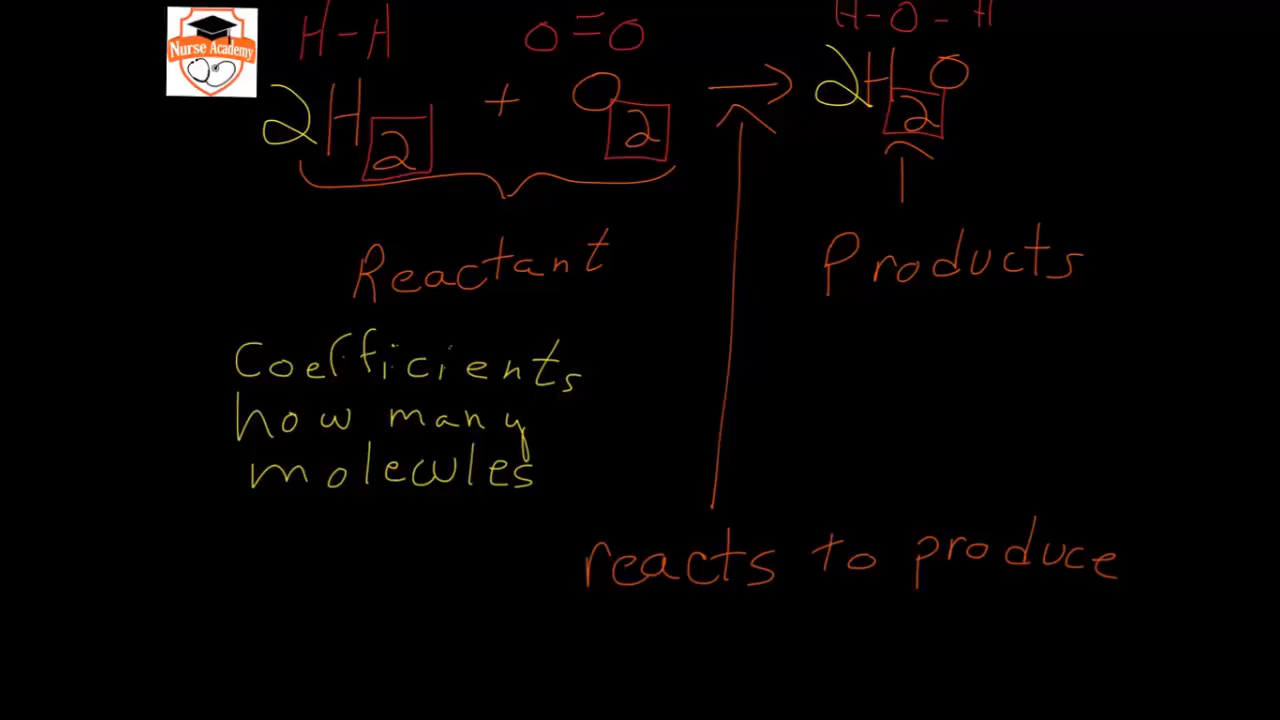 Nurse Academy
H-H O=O H-O-H
2H2 + O2 → 2H2O
Reactant
Products
Coefficients
how many
molecules
reacts to produce